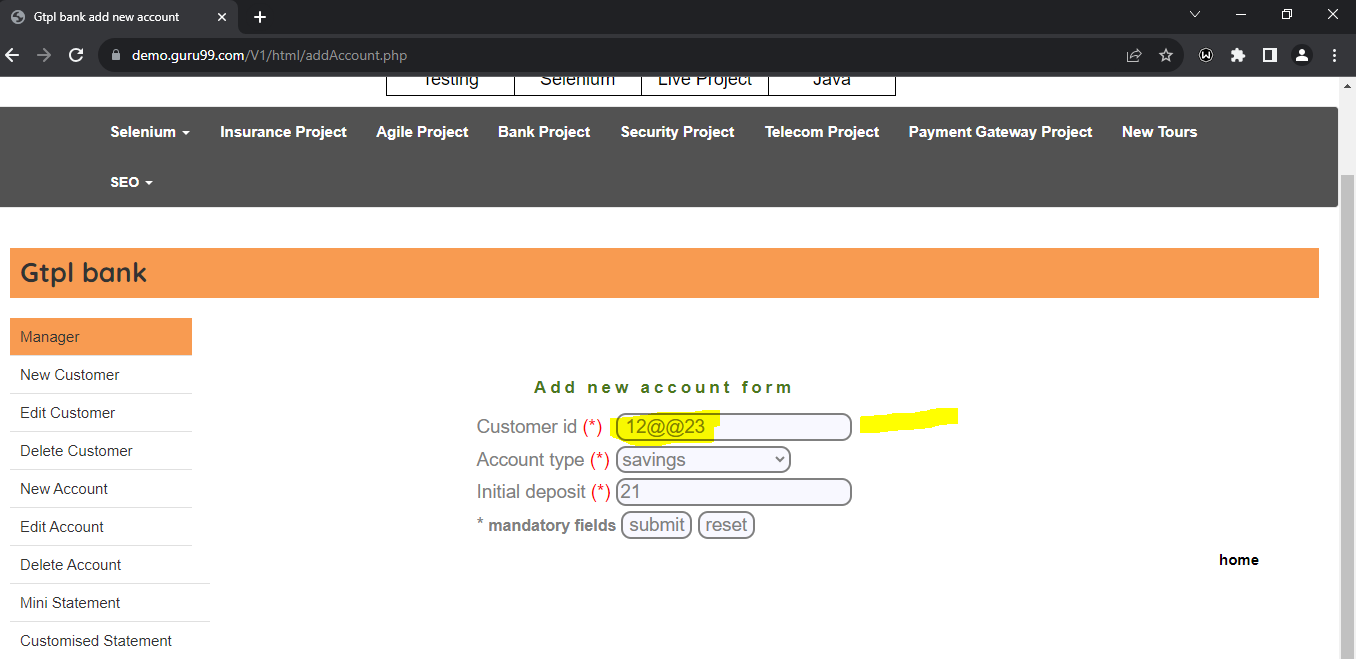 Gtpl bank add new account
demo.guru99.com/V1/html/addAccount.php
Testing Selenium Live Project Java
Selenium Insurance Project Agile Project Bank Project Security Project Telecom Project Payment Gateway Project New Tours
SEO
Gtpl bank
Manager
New Customer
Edit Customer
Delete Customer
New Account
Edit Account
Delete Account
Mini Statement
Customised Statement
Add new account form
Customer id (*) 12@@23
Account type (*) savings
Initial deposit (*) 21
* mandatory fields submit reset
home